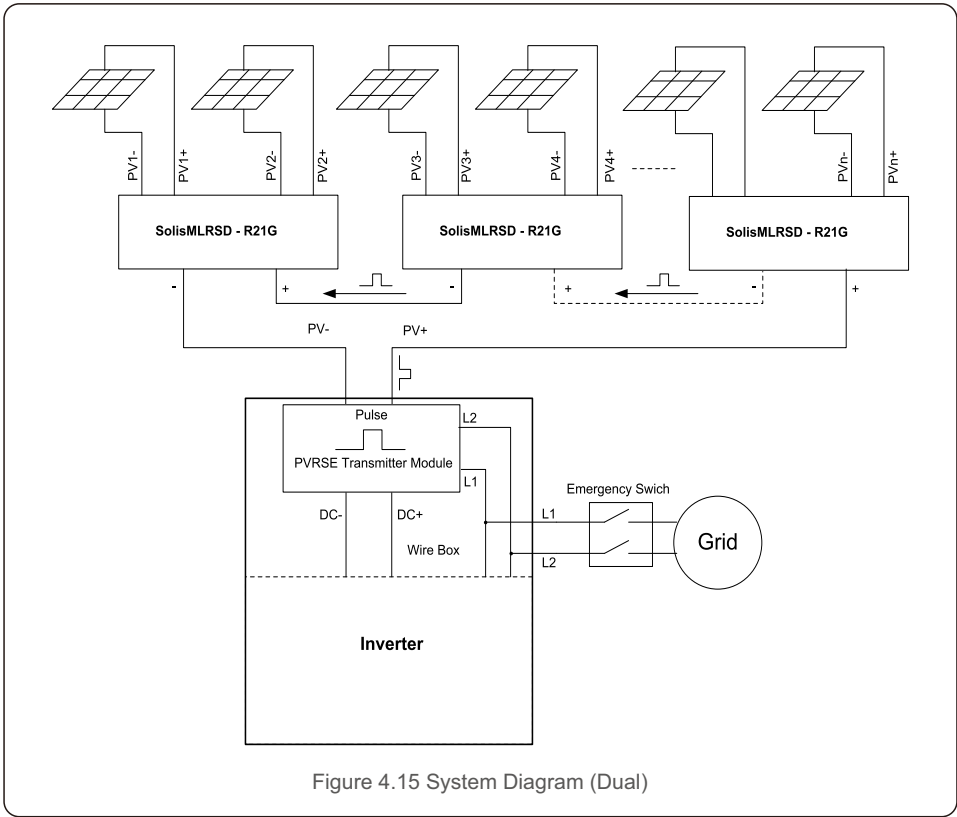 PV1-
PV1+
PV2-
PV2+
PV3-
PV3+
PV4-
PV4+
PVn-
PVn+
SolisMLRSD - R21G
SolisMLRSD - R21G
SolisMLRSD - R21G
- + - + - +
PV- PV+
Pulse
L2
PVRSE Transmitter Module
L1
Emergency Swich
DC- DC+
L1
Grid
Wire Box
L2
Inverter
Figure 4.15 System Diagram (Dual)